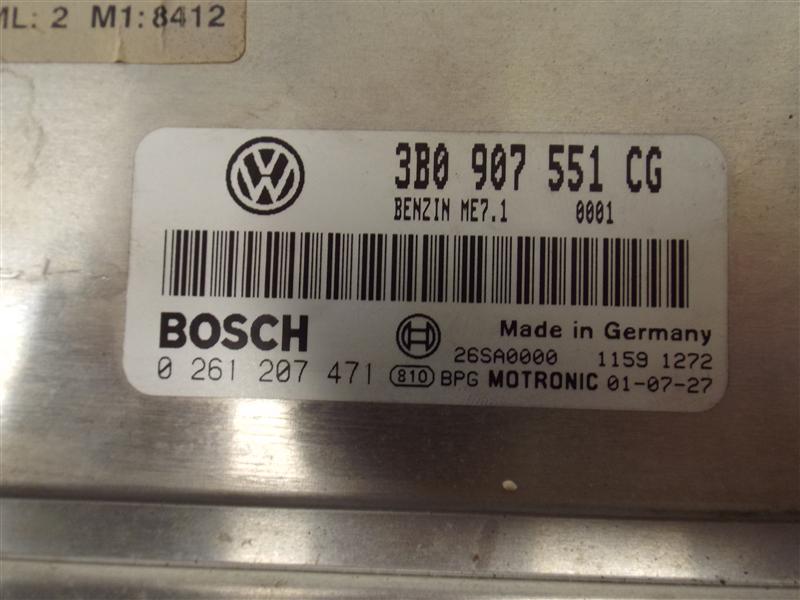 ML: 2 M1:8412
3B0 907 551 CG
BENZIN ME7.1 0001
BOSCH Made in Germany
26SA0000 1159 1272
0 261 207 471 810 BPG MOTRONIC 01-07-27